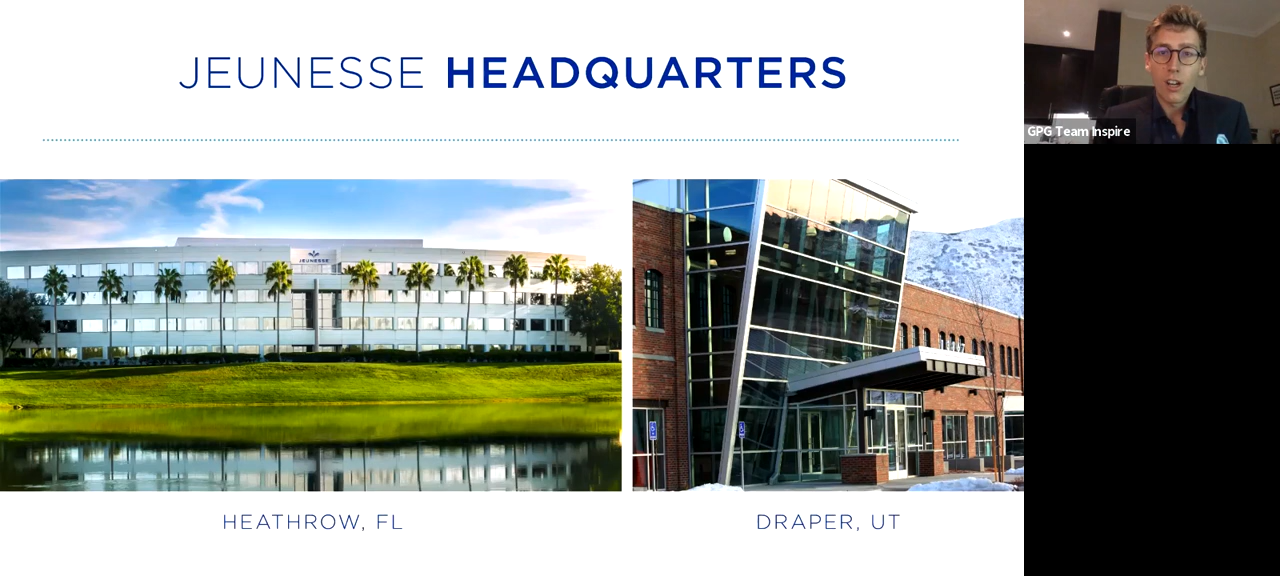 JEUNESSE HEADQUARTERS
GPG Team Inspire
JEUNESSE
HEATHROW, FL
DRAPER, UT